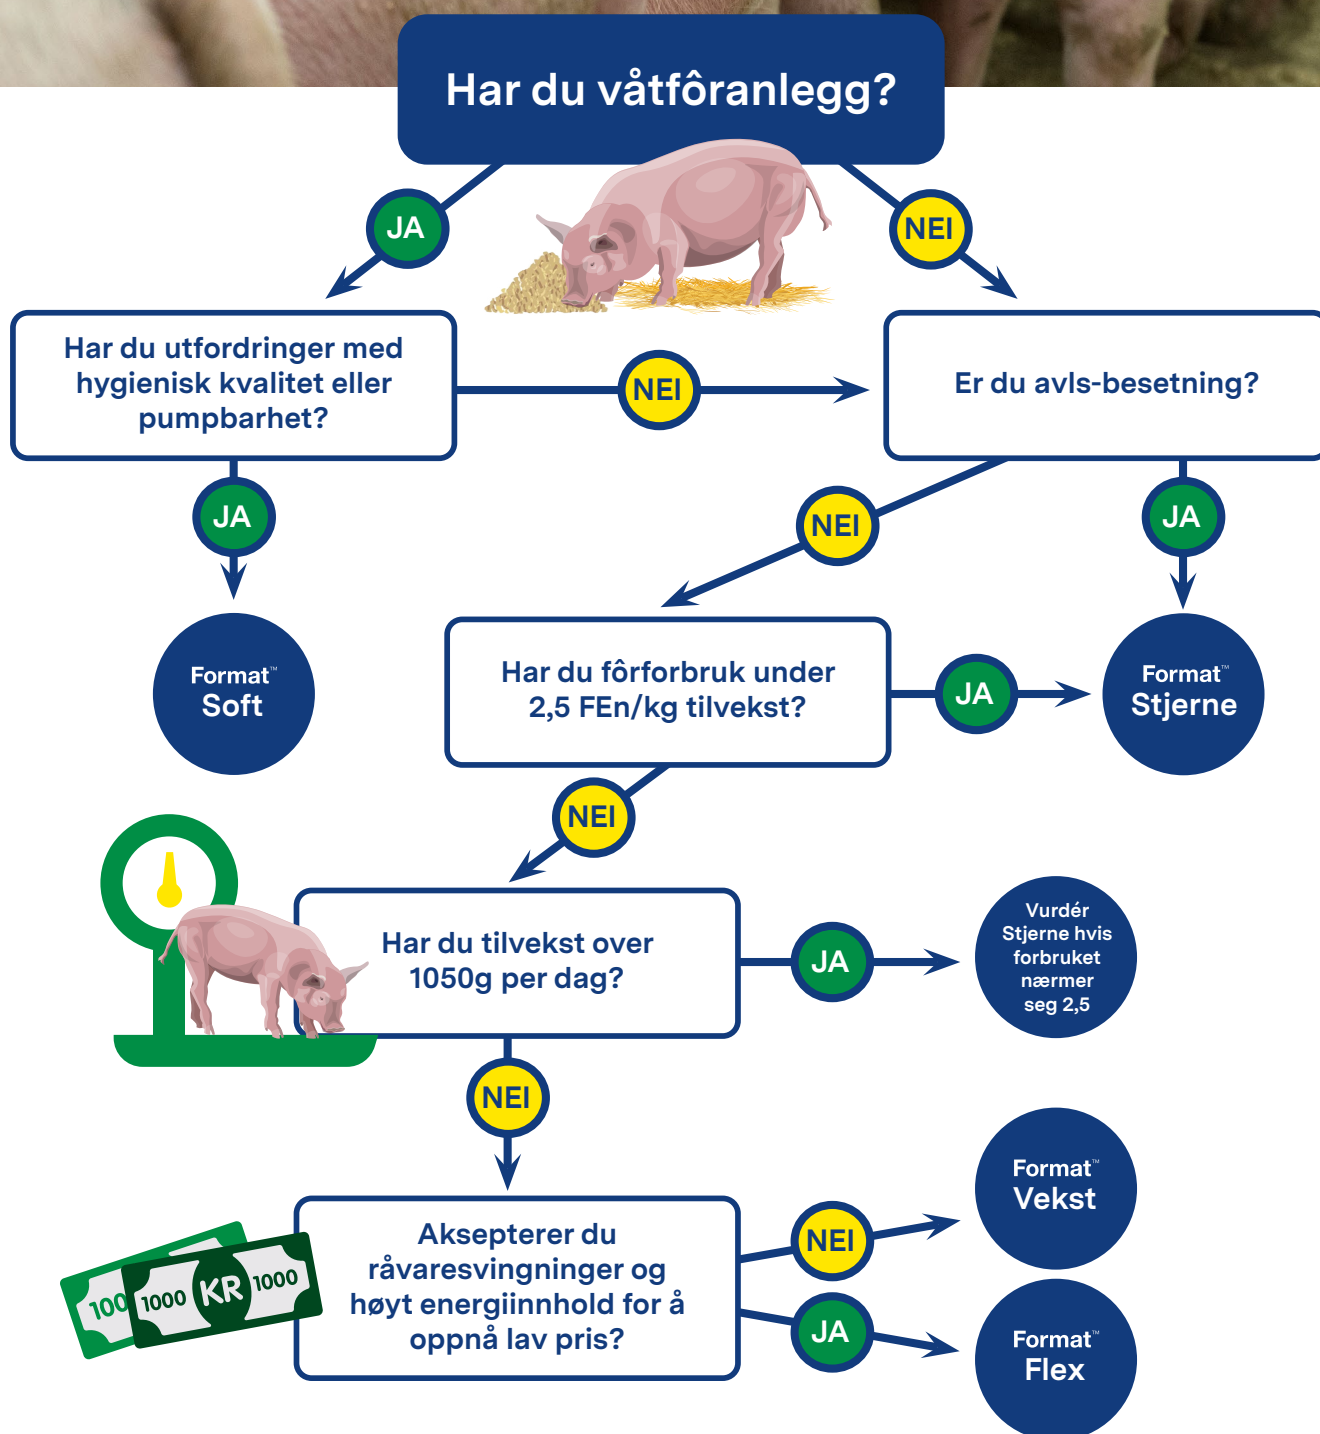 Har du våtfôranlegg?
JA
NEI
Har du utfordringer med
hygienisk kvalitet eller
pumpbarhet?
NEI
Er du avls-besetning?
JA
NEI
JA
Format™
Soft
Har du fôrforbruk under
2,5 FEn/kg tilvekst?
JA
Format™
Stjerne
NEI
Har du tilvekst over
1050g per dag?
JA
Vurdér
Stjerne hvis
forbruket
nærmer
seg 2,5
NEI
Aksepterer du
råvaresvingninger og
høyt energiinnhold for å
oppnå lav pris?
NEI
Format™
Vekst
JA
Format™
Flex
100
1000 KR 1000